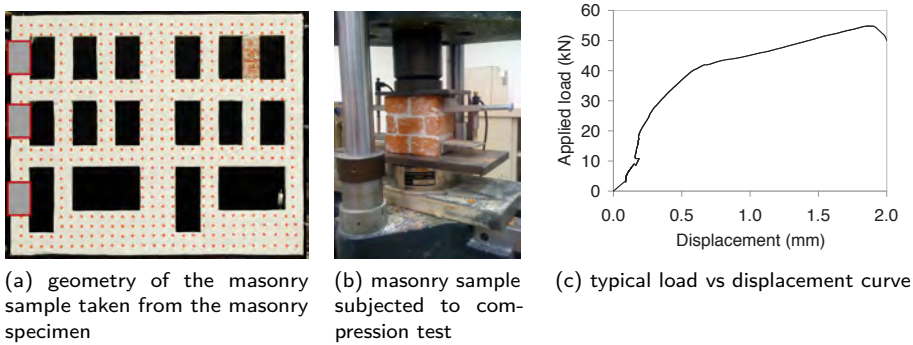 (a) geometry of the masonry
sample taken from the masonry
specimen
(b) masonry sample
subjected to com-
pression test
60
50
40
30
20
10
0
Applied load (kN)
0.0 0.5 1.0 1.5 2.0
Displacement (mm)
(c) typical load vs displacement curve